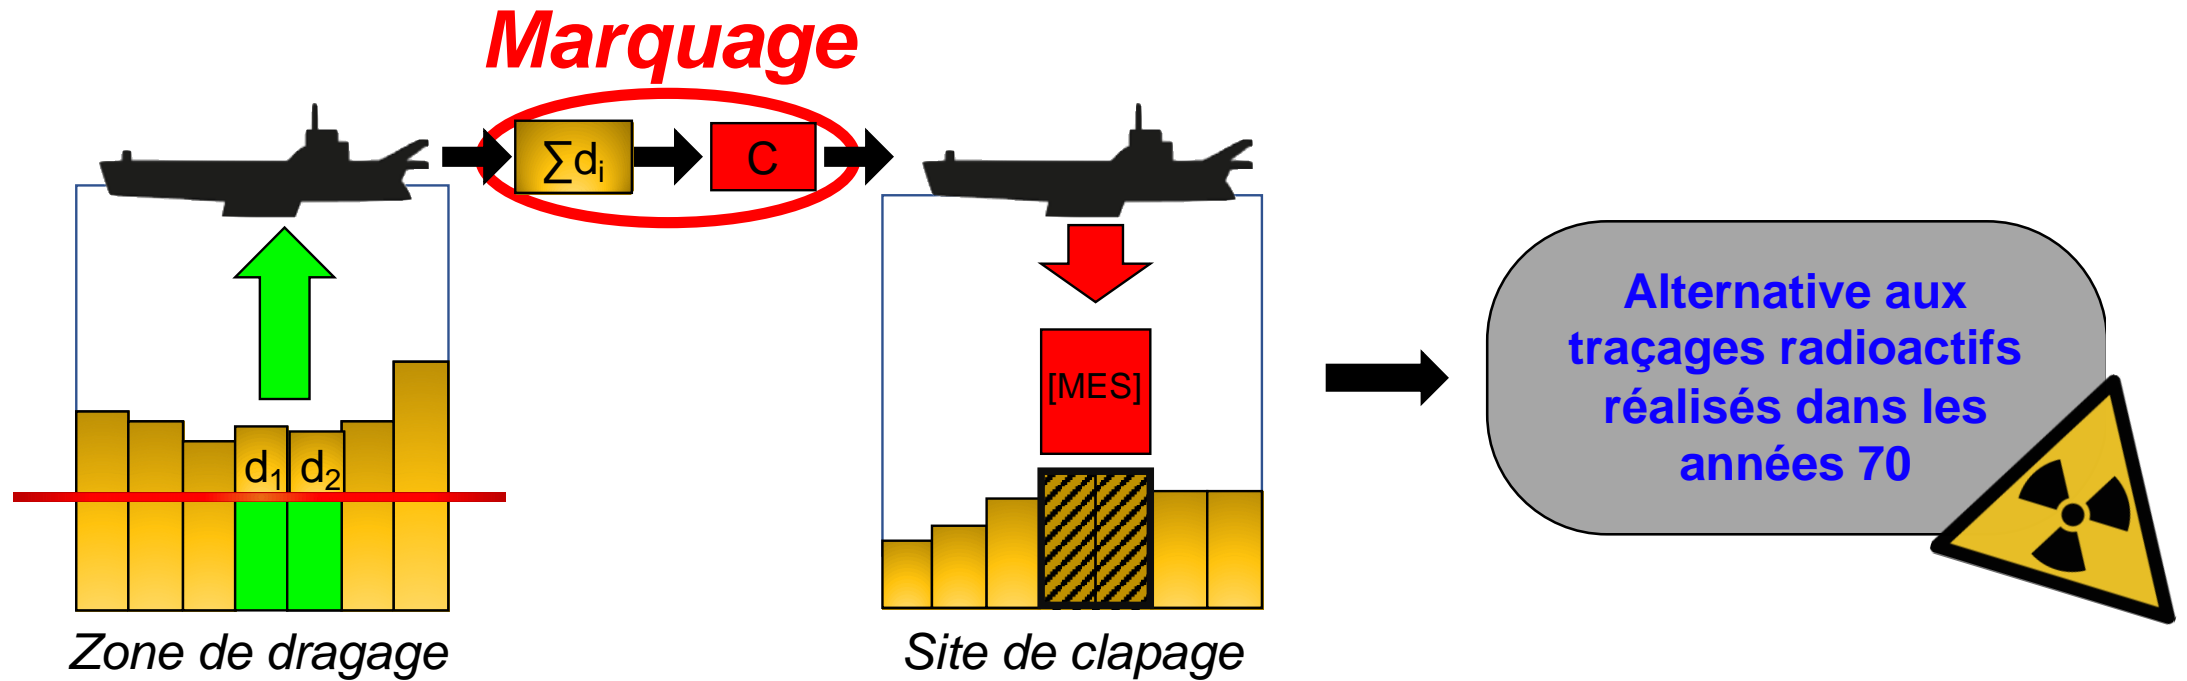 Marquage
∑dᵢ
C
d₁
d₂
[MES]
Zone de dragage
Site de clapage
Alternative aux
traçages radioactifs
réalisés dans les
années 70